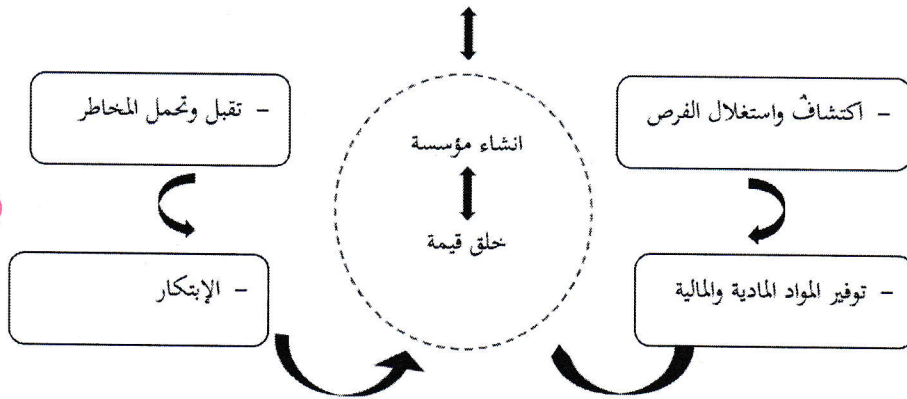 - اكتشاف واستغلال الفرص
- تقبل وتحمل المخاطر
انشاء مؤسسة
خلق قيمة
- توفير المواد المادية والمالية
- الإبتكار